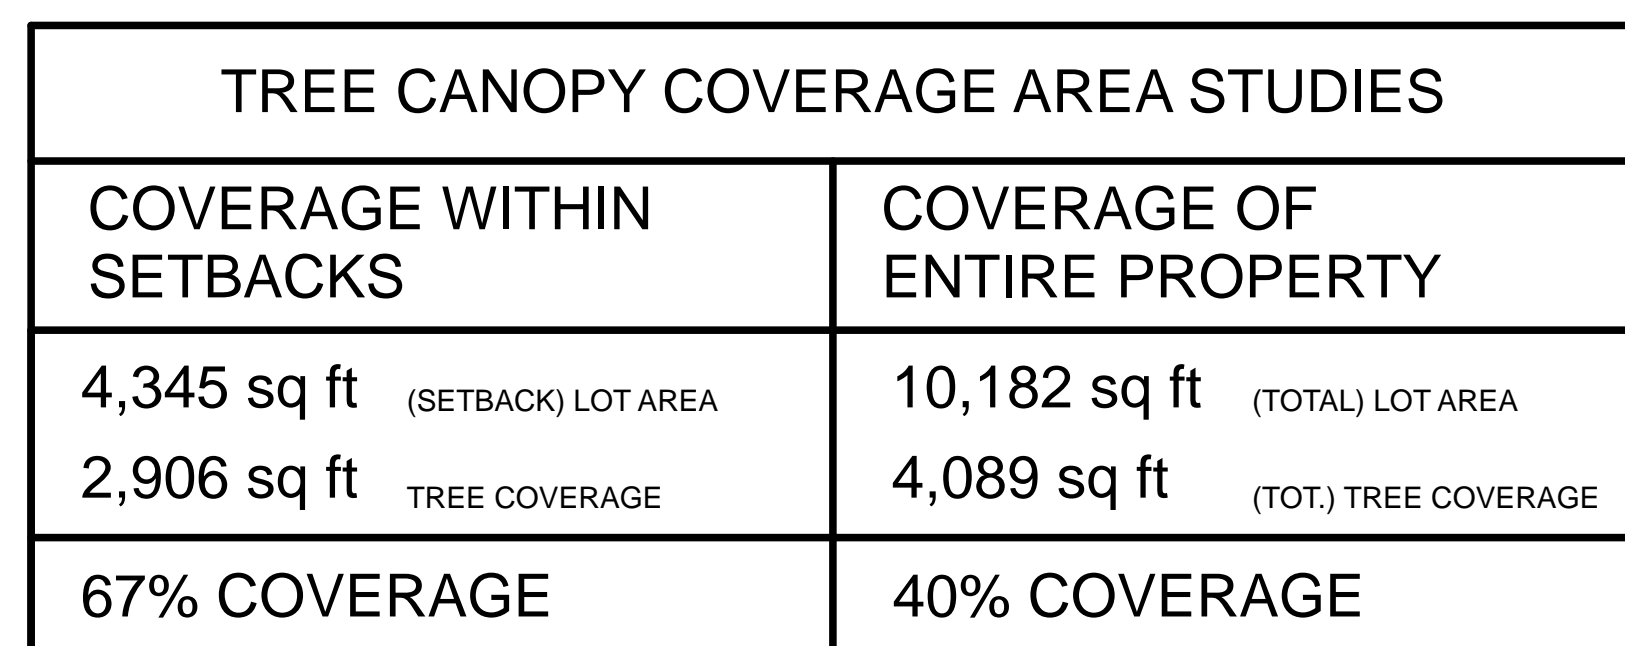 TREE CANOPY COVERAGE AREA STUDIES
COVERAGE WITHIN
SETBACKS
COVERAGE OF
ENTIRE PROPERTY
4,345 sq ft (SETBACK) LOT AREA
2,906 sq ft TREE COVERAGE
10,182 sq ft (TOTAL) LOT AREA
4,089 sq ft (TOT.) TREE COVERAGE
67% COVERAGE
40% COVERAGE